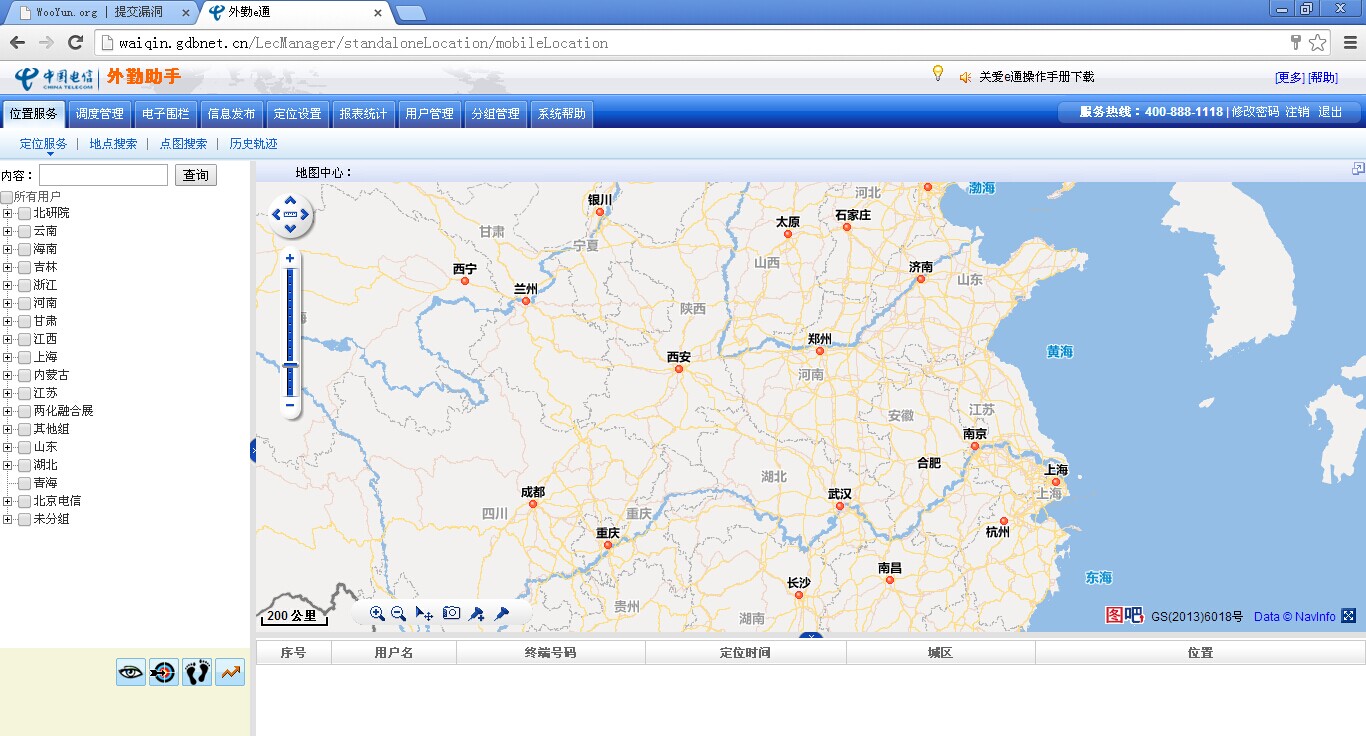 WooYun.org | 提交漏洞
外勤e通
waiqin.gdbnet.cn/LecManager/standaloneLocation/mobileLocation
中国电信 CHINA TELECOM 外勤助手
关爱e通操作手册下载
[更多] [帮助]
位置服务 调度管理 电子围栏 信息发布 定位设置 报表统计 用户管理 分组管理 系统帮助
服务热线：400-888-1118 | 修改密码 注销 退出
定位服务 | 地点搜索 | 点图搜索 | 历史轨迹
内容： 查询
所有用户
北研院
云南
海南
吉林
浙江
河南
甘肃
江西
上海
内蒙古
江苏
两化融合展
其他组
山东
湖北
青海
北京电信
未分组
地图中心：
银川
河北
渤海
太原
石家庄
甘肃
宁夏
山西
西宁
济南
山东
兰州
陕西
海
郑州
黄海
西安
河南
安徽
江苏
南京
合肥
上海
湖北
上海
成都
武汉
四川
重庆
重庆
杭州
南昌
东海
长沙
贵州
湖南
200 公里
图吧 GS(2013)6018号 Data © NavInfo
序号 用户名 终端号码 定位时间 城区 位置